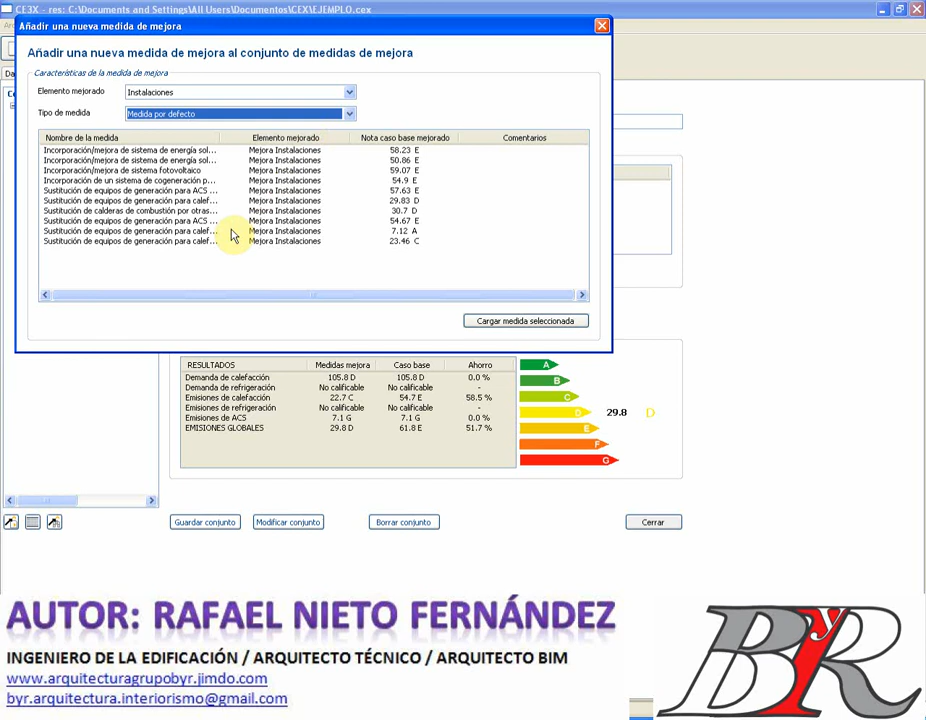 CE3X - res: C:\Documents and Settings\All Users\Documentos\CEX\EJEMPLO.cex
Añadir una nueva medida de mejora
Añadir una nueva medida de mejora al conjunto de medidas de mejora
Características de la medida de mejora
Elemento mejorado Instalaciones
Tipo de medida Medida por defecto
Nombre de la medida Elemento mejorado Nota caso base mejorado Comentarios
Incorporación/mejora de sistema de energía sol... Mejora Instalaciones 58.23 E
Incorporación/mejora de sistema de energía sol... Mejora Instalaciones 50.86 E
Incorporación/mejora de sistema fotovoltaico Mejora Instalaciones 59.07 E
Incorporación de un sistema de cogeneración p... Mejora Instalaciones 54.9 E
Sustitución de equipos de generación para ACS ... Mejora Instalaciones 57.63 E
Sustitución de equipos de generación para calef... Mejora Instalaciones 29.83 D
Sustitución de calderas de combustión por otras... Mejora Instalaciones 30.7 D
Sustitución de equipos de generación para ACS ... Mejora Instalaciones 54.67 E
Sustitución de equipos de generación para calef... Mejora Instalaciones 7.12 A
Sustitución de equipos de generación para calef... Mejora Instalaciones 23.46 C
Cargar medida seleccionada
RESULTADOS Medidas mejora Caso base Ahorro
Demanda de calefacción 105.8 D 105.8 D 0.0 %
Demanda de refrigeración No calificable No calificable -
Emisiones de calefacción 22.7 C 54.7 E 58.5 %
Emisiones de refrigeración No calificable No calificable -
Emisiones de ACS 7.1 G 7.1 G 0.0 %
EMISIONES GLOBALES 29.8 D 61.8 E 51.7 %
A
B
C
D 29.8 D
E
F
G
Guardar conjunto Modificar conjunto Borrar conjunto Cerrar
AUTOR: RAFAEL NIETO FERNÁNDEZ
INGENIERO DE LA EDIFICACIÓN / ARQUITECTO TÉCNICO / ARQUITECTO BIM
www.arquitecturagrupobyr.jimdo.com
byr.arquitectura.interiorismo@gmail.com
ByR